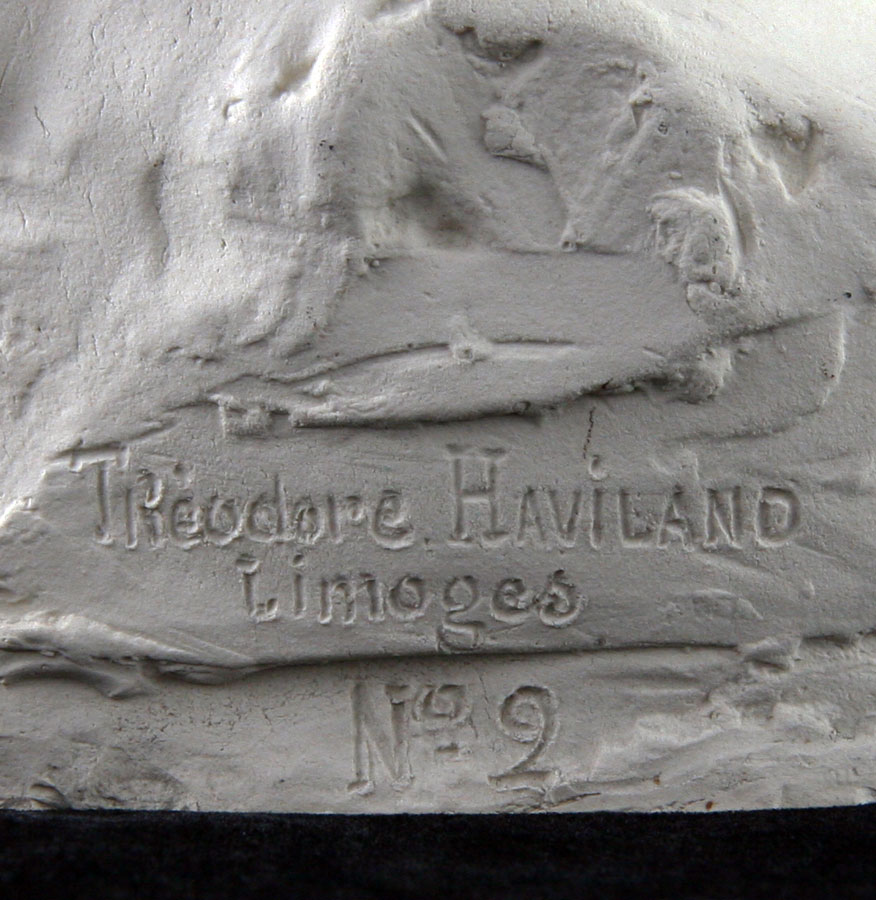 Théodore HAViLAND
Limoges
Nº 2